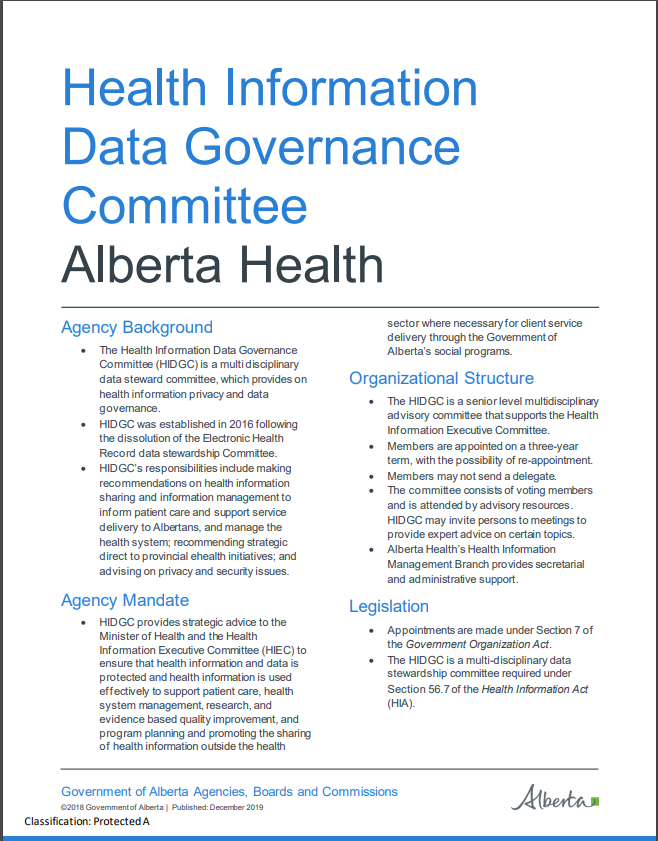 Health Information
Data Governance
Committee
Alberta Health
Agency Background
• The Health Information Data Governance
Committee (HIDGC) is a multi disciplinary
data steward committee, which provides on
health information privacy and data
governance.
• HIDGC was established in 2016 following
the dissolution of the Electronic Health
Record data stewardship Committee.
• HIDGC's responsibilities include making
recommendations on health information
sharing and information management to
inform patient care and support service
delivery to Albertans, and manage the
health system; recommending strategic
direct to provincial ehealth initiatives; and
advising on privacy and security issues.
Agency Mandate
• HIDGC provides strategic advice to the
Minister of Health and the Health
Information Executive Committee (HIEC) to
ensure that health information and data is
protected and health information is used
effectively to support patient care, health
system management, research, and
evidence based quality improvement, and
program planning and promoting the sharing
of health information outside the health
sector where necessary for client service
delivery through the Government of
Alberta's social programs.
Organizational Structure
• The HIDGC is a senior level multidisciplinary
advisory committee that supports the Health
Information Executive Committee.
• Members are appointed on a three-year
term, with the possibility of re-appointment.
• Members may not send a delegate.
• The committee consists of voting members
and is attended by advisory resources.
HIDGC may invite persons to meetings to
provide expert advice on certain topics.
• Alberta Health's Health Information
Management Branch provides secretarial
and administrative support.
Legislation
• Appointments are made under Section 7 of
the Government Organization Act.
• The HIDGC is a multi-disciplinary data
stewardship committee required under
Section 56.7 of the Health Information Act
(HIA).
Government of Alberta Agencies, Boards and Commissions
©2018 Government of Alberta | Published: December 2019
Alberta
Classification: Protected A